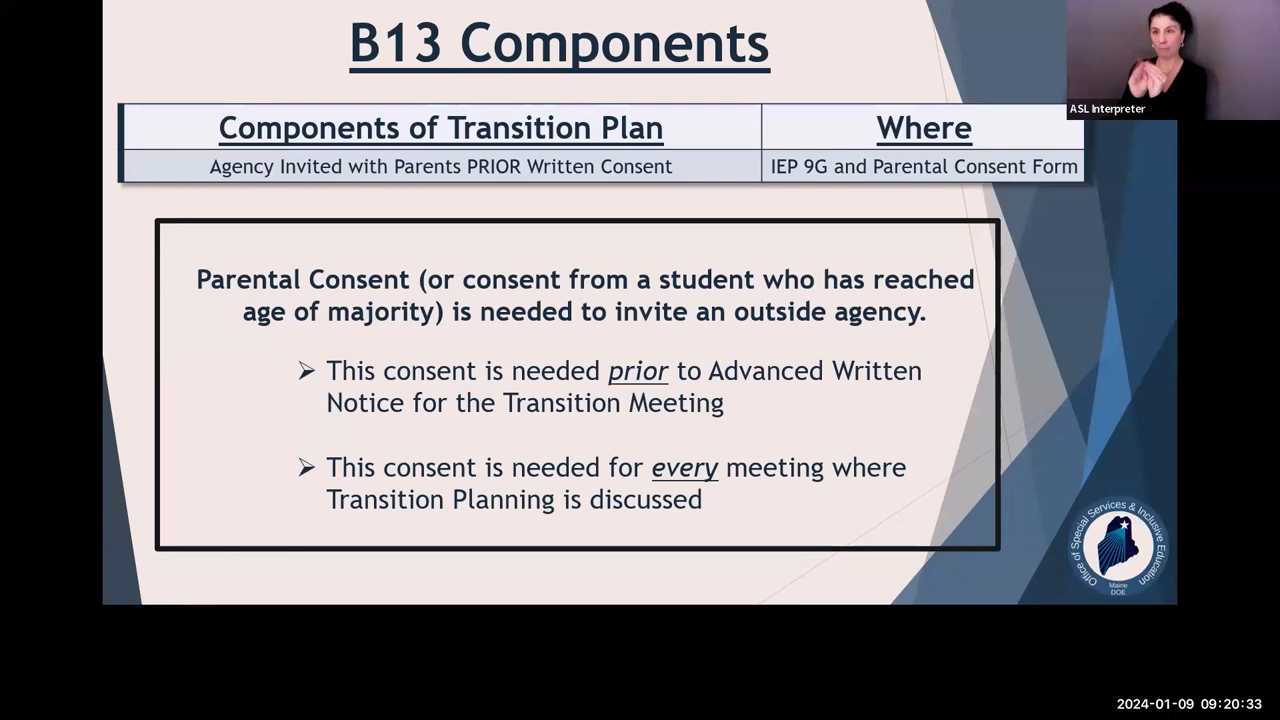 B13 Components
ASL Interpreter
Components of Transition Plan
Where
Agency Invited with Parents PRIOR Written Consent
IEP 9G and Parental Consent Form
Parental Consent (or consent from a student who has reached
age of majority) is needed to invite an outside agency.
➢ This consent is needed prior to Advanced Written
Notice for the Transition Meeting
➢ This consent is needed for every meeting where
Transition Planning is discussed
Office of Special Services & Inclusive Education
Maine
DOE
2024-01-09 09:20:33